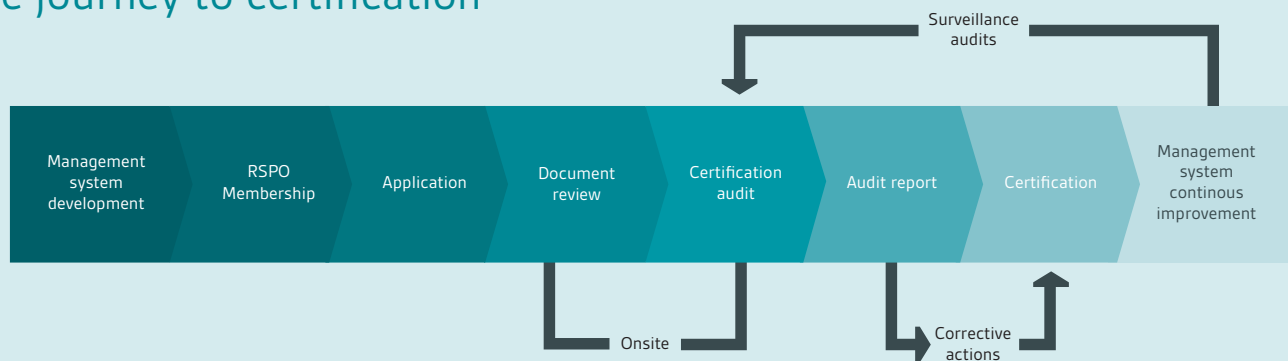 journey to certification
Surveillance
audits
Management
system
development
RSPO
Membership
Application
Document
review
Certification
audit
Audit report
Certification
Management
system
continous
improvement
Onsite
Corrective
actions